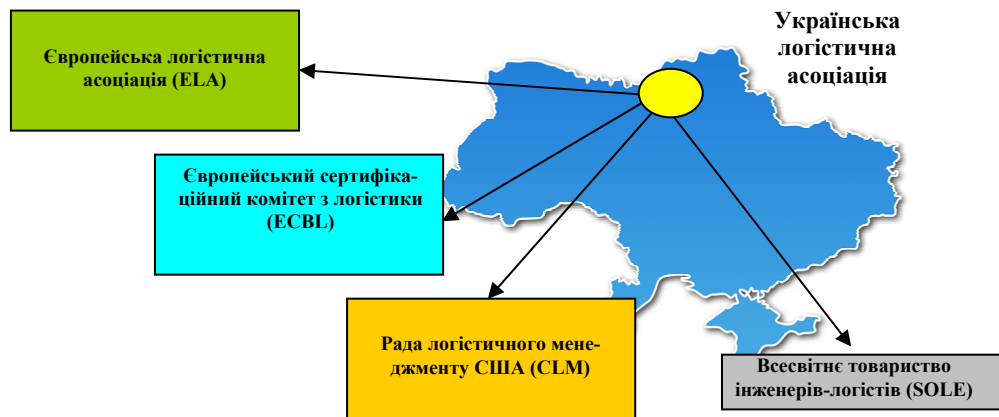 Українська
логістична
асоціація
Європейська логістична
асоціація (ELA)
Європейський сертифіка-
ційний комітет з логістики
(ECBL)
Рада логістичного мене-
джменту США (CLM)
Всесвітнє товариство
інженерів-логістів (SOLE)